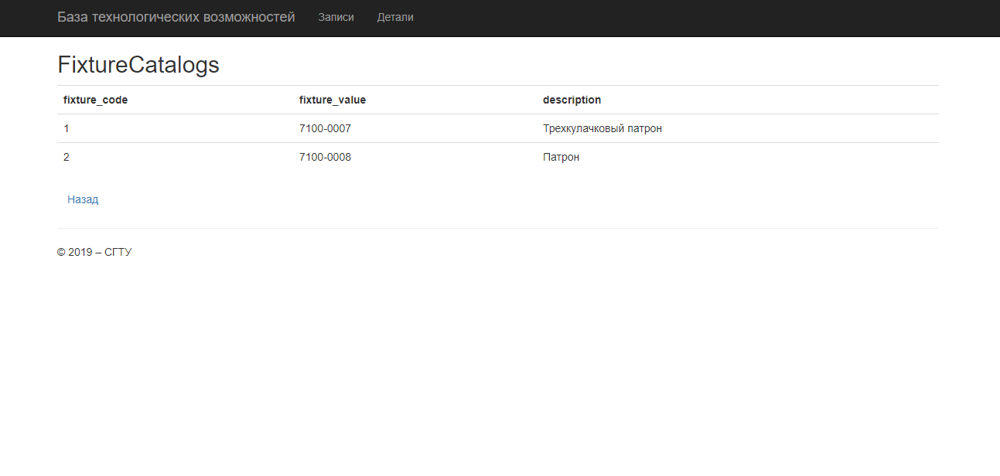 База технологических возможностей Записи Детали
FixtureCatalogs
fixture_code fixture_value description
1 7100-0007 Трехкулачковый патрон
2 7100-0008 Патрон
Назад
© 2019 – СГТУ